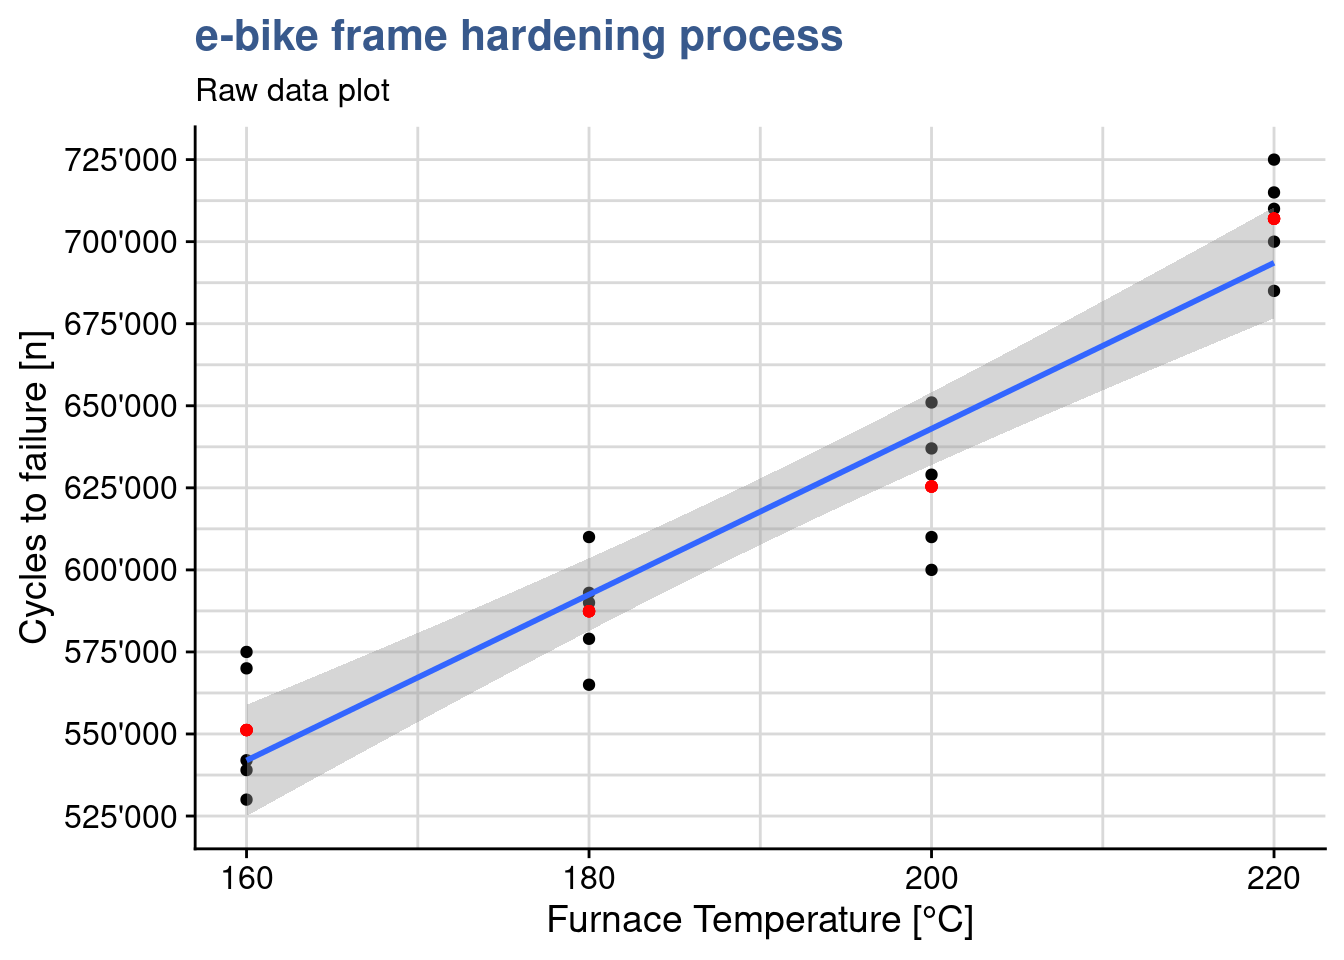 e-bike frame hardening process
Raw data plot
Cycles to failure [n]
725'000
700'000
675'000
650'000
625'000
600'000
575'000
550'000
525'000
160 180 200 220
Furnace Temperature [°C]